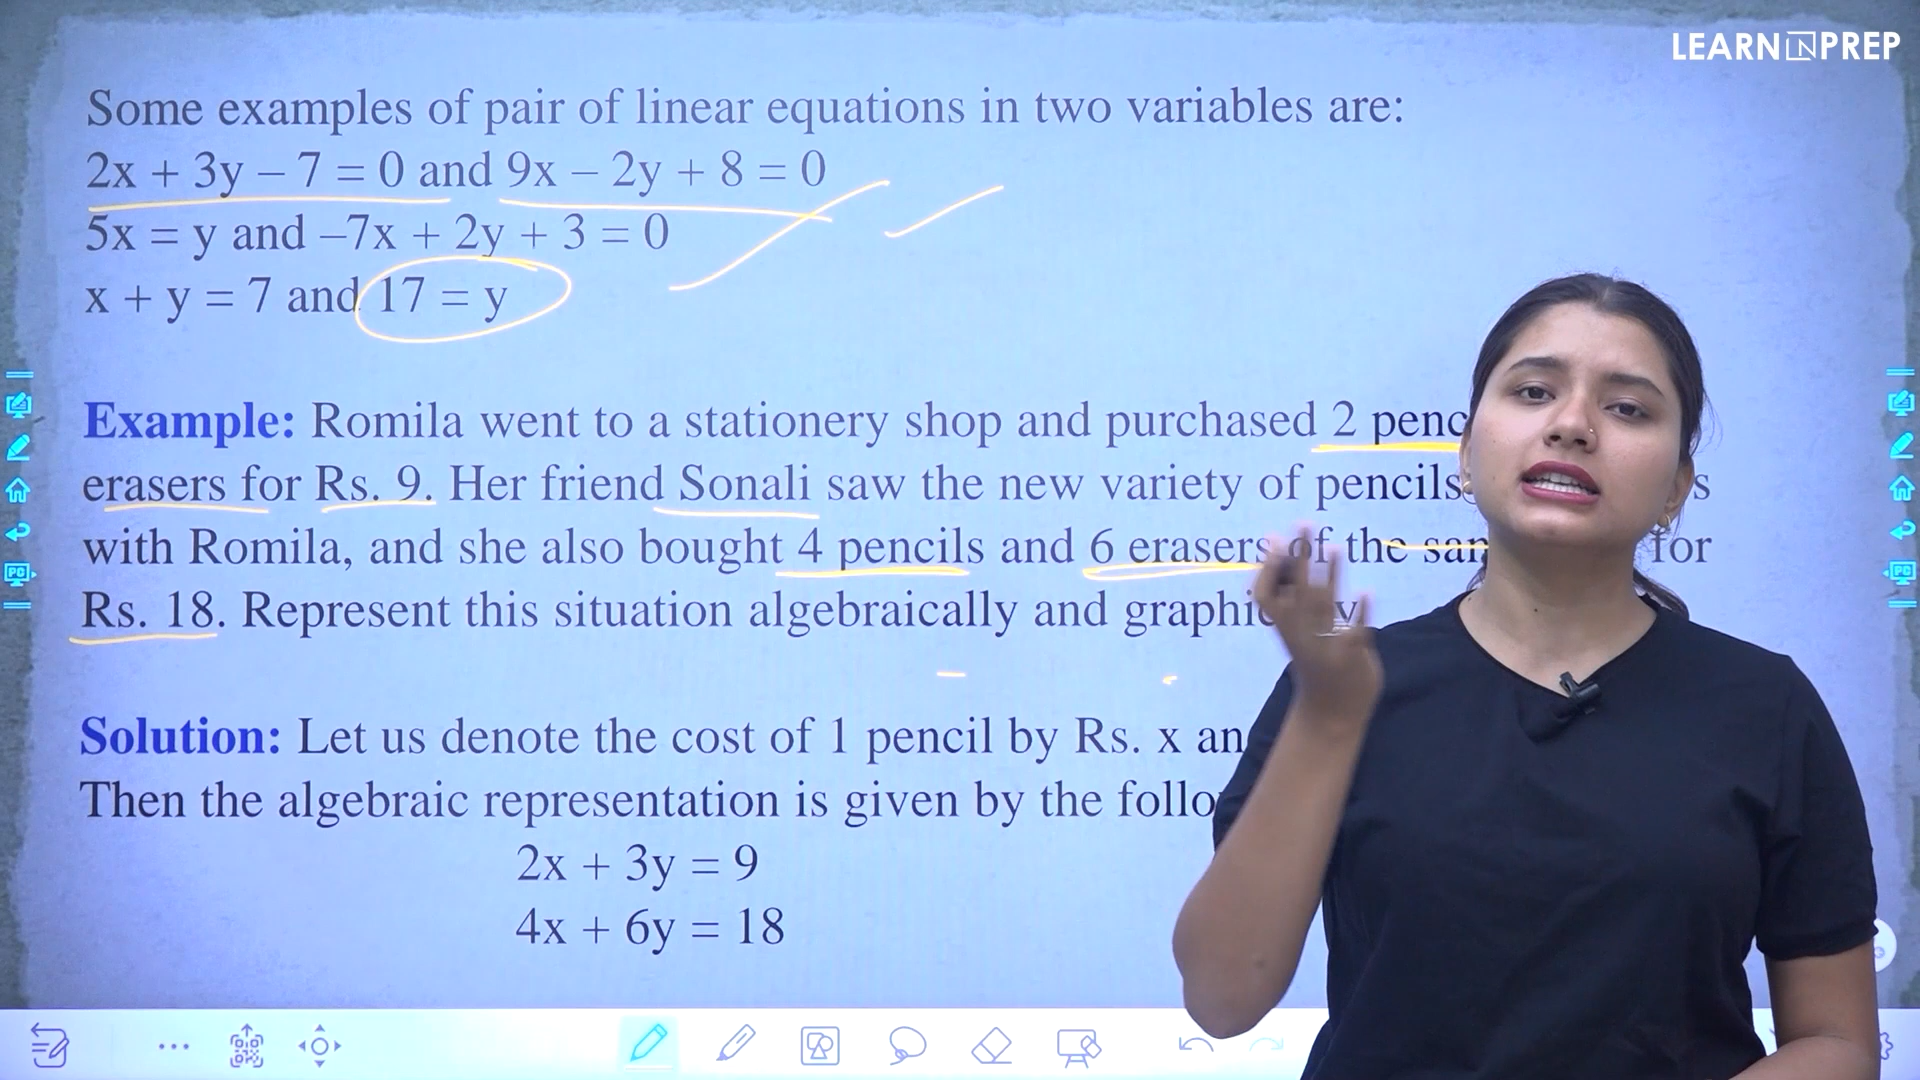 LEARN IN PREP
Some examples of pair of linear equations in two variables are:
2x + 3y – 7 = 0 and 9x – 2y + 8 = 0
5x = y and –7x + 2y + 3 = 0
x + y = 7 and 17 = y
Example: Romila went to a stationery shop and purchased 2
erasers for Rs. 9. Her friend Sonali saw the new variety of pencils
with Romila, and she also bought 4 pencils and 6 erasers of the for
Rs. 18. Represent this situation algebraically and
Solution: Let us denote the cost of 1 pencil by Rs. x
Then the algebraic representation is given by the
2x + 3y = 9
4x + 6y = 18
PC
PC